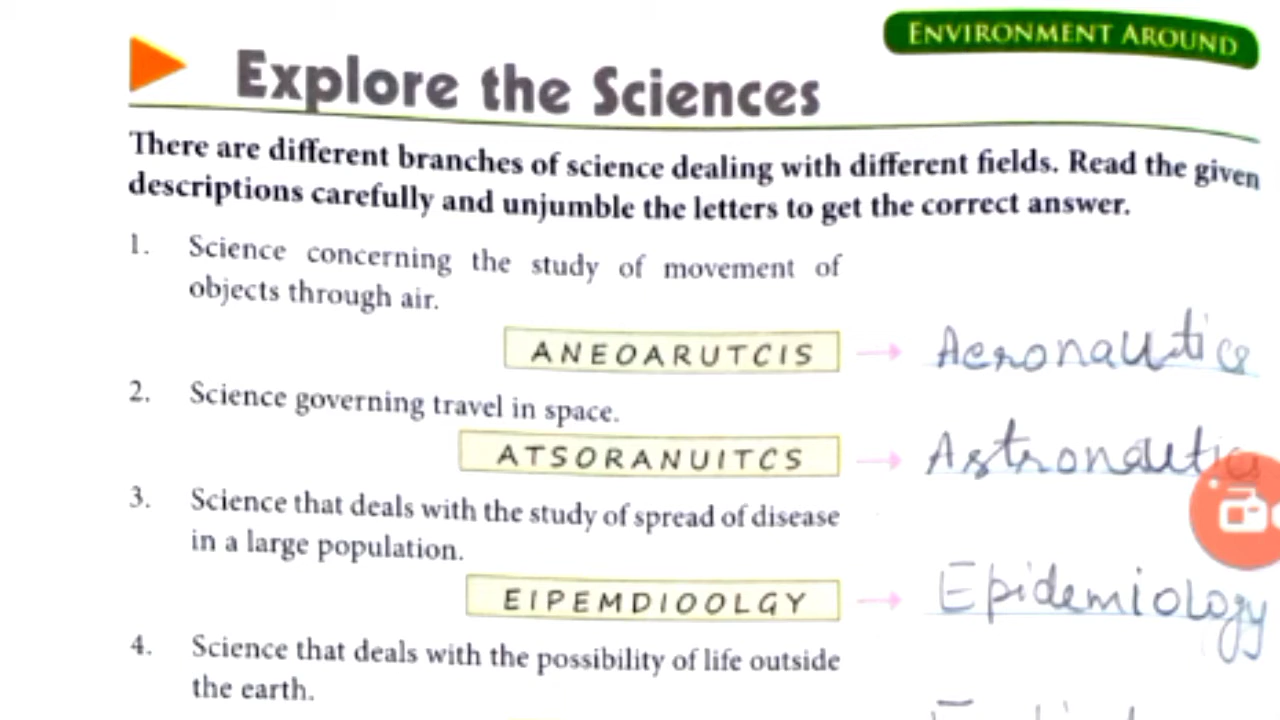 ENVIRONMENT AROUND
Explore the Sciences
There are different branches of science dealing with different fields. Read the given
descriptions carefully and unjumble the letters to get the correct answer.
1. Science concerning the study of movement of
objects through air.
ANEOARUTCIS → Aeronautics
2. Science governing travel in space.
ATSORANUITCS →
3. Science that deals with the study of spread of disease
in a large population.
EIPEMDIOOLGY → Epidemiology
4. Science that deals with the possibility of life outside
the earth.